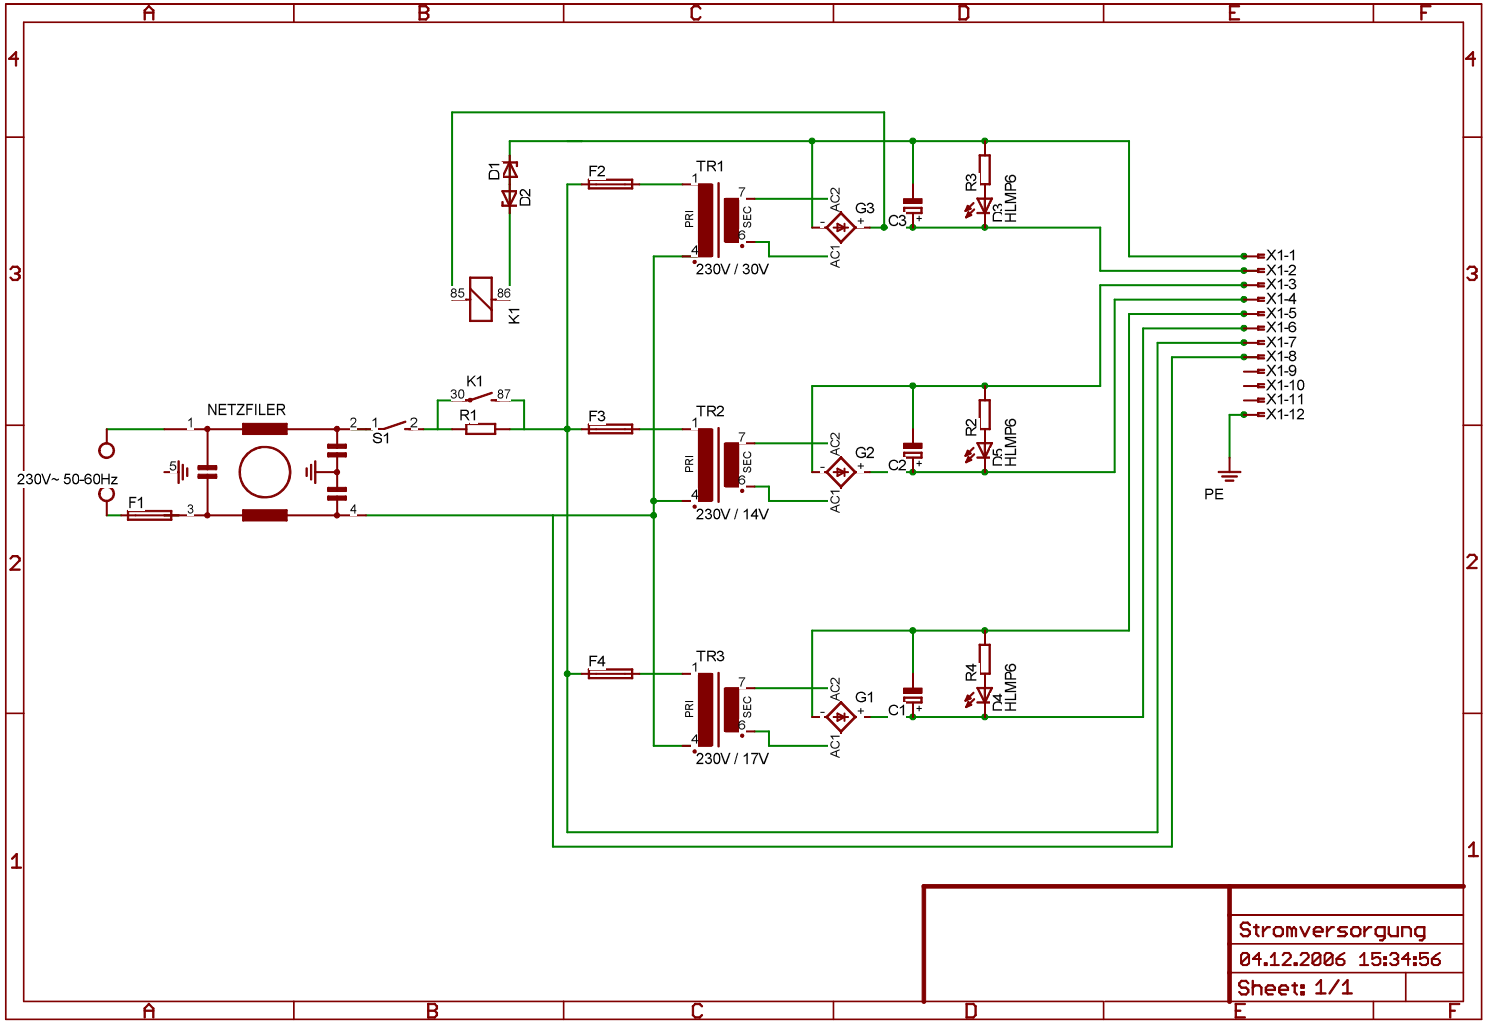 A B C D E F
4 4
3 3
2 2
1 1
A B C D E F
D1
D2
85 86
K1
F2
TR1
1
4
PRI
SEC
7
6
230V / 30V
AC2
AC1
G3
- +
C3
+
R3
D3
HLMP6
X1-1
X1-2
X1-3
X1-4
X1-5
X1-6
X1-7
X1-8
X1-9
X1-10
X1-11
X1-12
PE
NETZFILER
230V~ 50-60Hz
F1
1
2
3
4
5
1 2
S1
K1
30 87
R1
F3
TR2
1
4
PRI
SEC
7
6
230V / 14V
AC2
AC1
G2
- +
C2
+
R2
D5
HLMP6
F4
TR3
1
4
PRI
SEC
7
6
230V / 17V
AC2
AC1
G1
- +
C1
+
R4
D4
HLMP6
Stromversorgung
04.12.2006 15:34:56
Sheet: 1/1